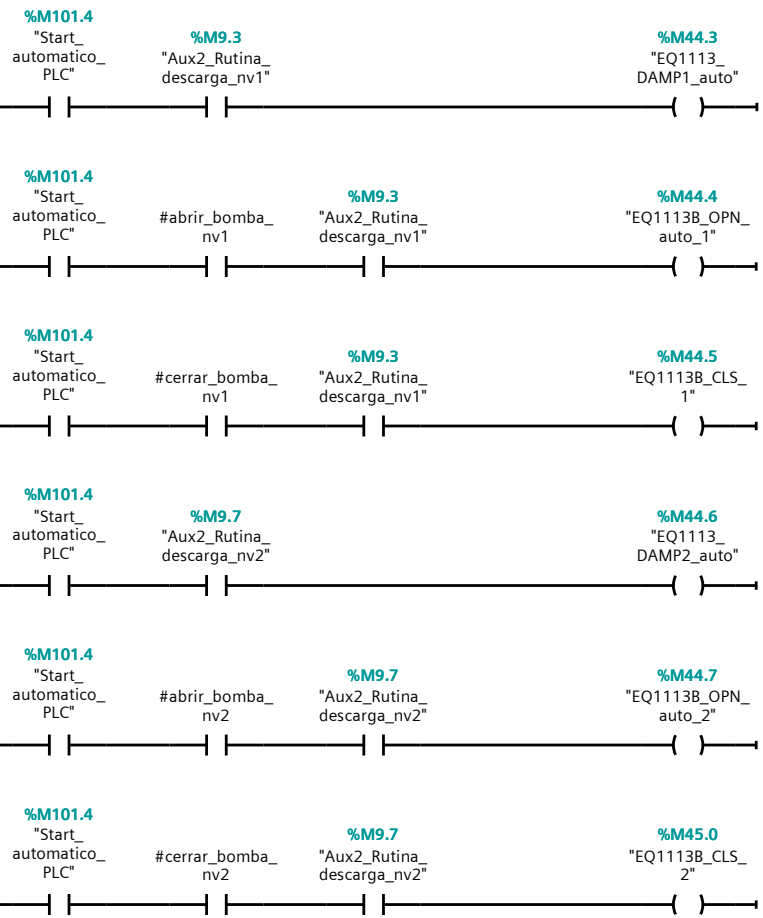 %M101.4
"Start_
automatico_
PLC"
%M9.3
"Aux2_Rutina_
descarga_nv1"
%M44.3
"EQ1113_
DAMP1_auto"
%M101.4
"Start_
automatico_
PLC"
#abrir_bomba_
nv1
%M9.3
"Aux2_Rutina_
descarga_nv1"
%M44.4
"EQ1113B_OPN_
auto_1"
%M101.4
"Start_
automatico_
PLC"
#cerrar_bomba_
nv1
%M9.3
"Aux2_Rutina_
descarga_nv1"
%M44.5
"EQ1113B_CLS_
1"
%M101.4
"Start_
automatico_
PLC"
%M9.7
"Aux2_Rutina_
descarga_nv2"
%M44.6
"EQ1113_
DAMP2_auto"
%M101.4
"Start_
automatico_
PLC"
#abrir_bomba_
nv2
%M9.7
"Aux2_Rutina_
descarga_nv2"
%M44.7
"EQ1113B_OPN_
auto_2"
%M101.4
"Start_
automatico_
PLC"
#cerrar_bomba_
nv2
%M9.7
"Aux2_Rutina_
descarga_nv2"
%M45.0
"EQ1113B_CLS_
2"